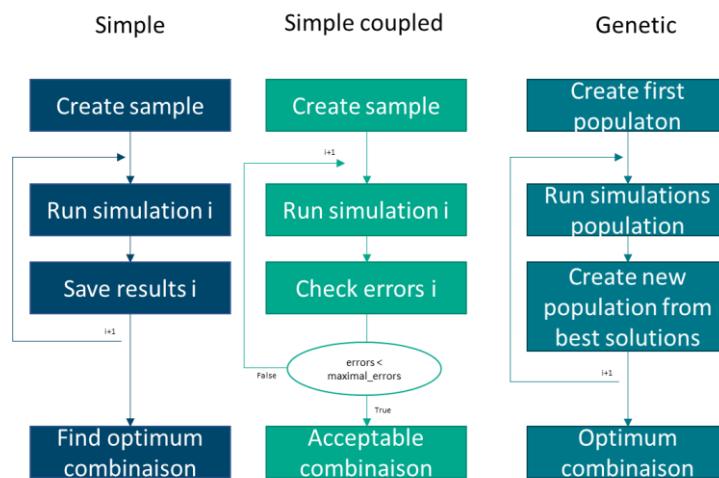 Simple
Simple coupled
Genetic
Create sample
Run simulation i
Save results i
i+1
Find optimum
combinaison
Create sample
i+1
Run simulation i
Check errors i
errors <
maximal_errors
False
True
Acceptable
combinaison
Create first
populaton
Run simulations
population
Create new
population from
best solutions
i+1
Optimum
combinaison